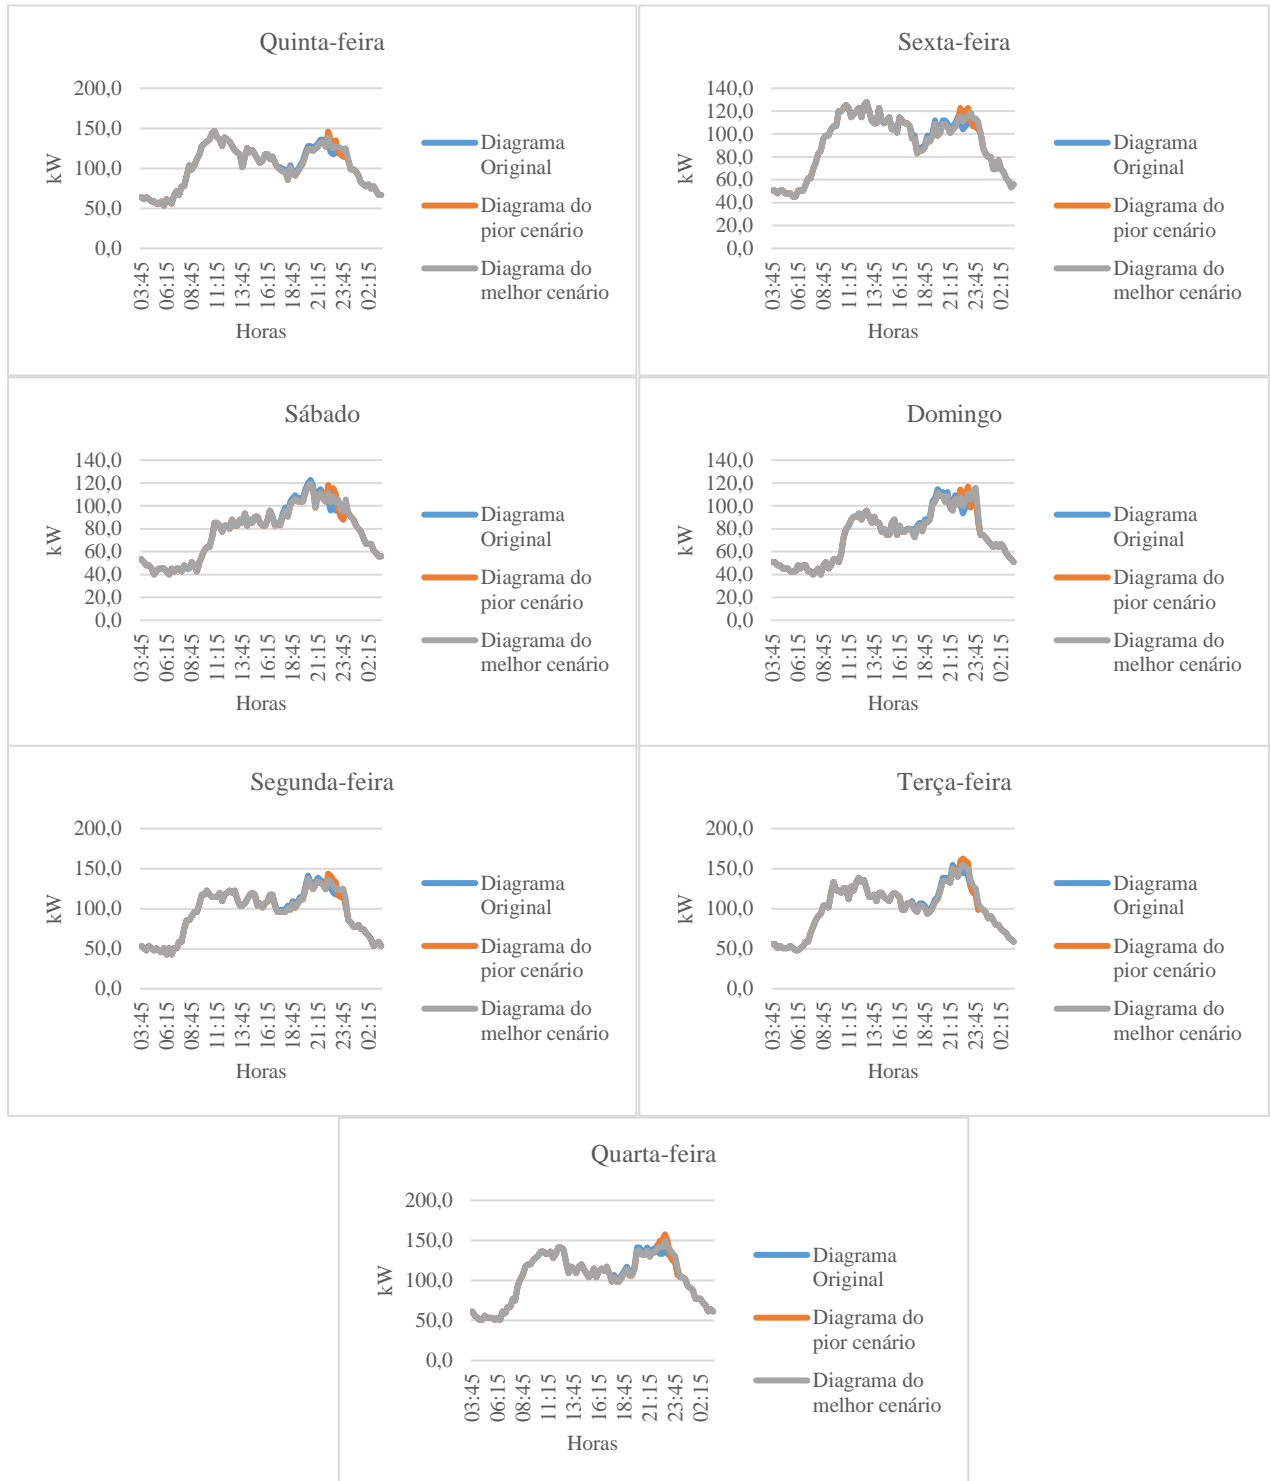 Quinta-feira
200,0
150,0
100,0
50,0
0,0
kW
03:45
06:15
08:45
11:15
13:45
16:15
18:45
21:15
23:45
02:15
Horas
Diagrama
Original
Diagrama do
pior cenário
Diagrama do
melhor cenário
Sexta-feira
140,0
120,0
100,0
80,0
60,0
40,0
20,0
0,0
kW
03:45
06:15
08:45
11:15
13:45
16:15
18:45
21:15
23:45
02:15
Horas
Diagrama
Original
Diagrama do
pior cenário
Diagrama do
melhor cenário
Sábado
140,0
120,0
100,0
80,0
60,0
40,0
20,0
0,0
kW
03:45
06:15
08:45
11:15
13:45
16:15
18:45
21:15
23:45
02:15
Horas
Diagrama
Original
Diagrama do
pior cenário
Diagrama do
melhor cenário
Domingo
140,0
120,0
100,0
80,0
60,0
40,0
20,0
0,0
kW
03:45
06:15
08:45
11:15
13:45
16:15
18:45
21:15
23:45
02:15
Horas
Diagrama
Original
Diagrama do
pior cenário
Diagrama do
melhor cenário
Segunda-feira
200,0
150,0
100,0
50,0
0,0
kW
03:45
06:15
08:45
11:15
13:45
16:15
18:45
21:15
23:45
02:15
Horas
Diagrama
Original
Diagrama do
pior cenário
Diagrama do
melhor cenário
Terça-feira
200,0
150,0
100,0
50,0
0,0
kW
03:45
06:15
08:45
11:15
13:45
16:15
18:45
21:15
23:45
02:15
Horas
Diagrama
Original
Diagrama do
pior cenário
Diagrama do
melhor cenário
Quarta-feira
200,0
150,0
100,0
50,0
0,0
kW
03:45
06:15
08:45
11:15
13:45
16:15
18:45
21:15
23:45
02:15
Horas
Diagrama
Original
Diagrama do
pior cenário
Diagrama do
melhor cenário